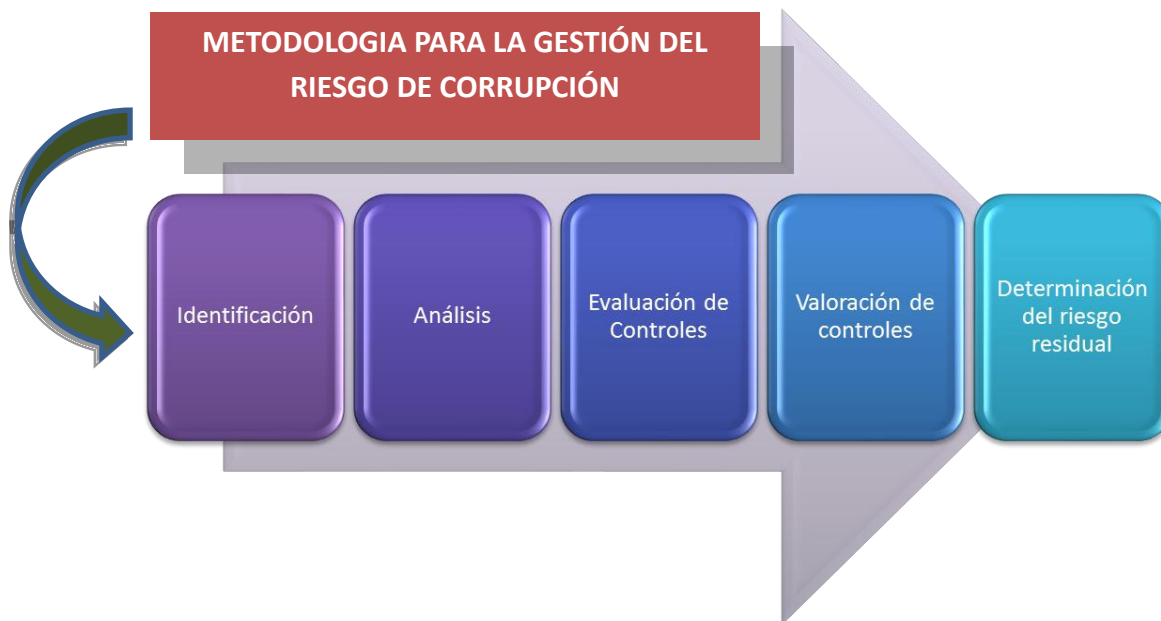 METODOLOGIA PARA LA GESTIÓN DEL
RIESGO DE CORRUPCIÓN
Identificación
Análisis
Evaluación de
Controles
Valoración de
controles
Determinación
del riesgo
residual